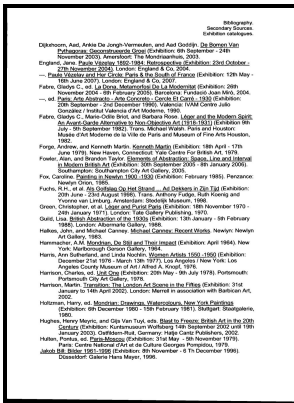 Bibliography.
Secondary Sources.
Exhibition catalogues.
Dijkshoorn, Aad, Ankie De Jongh-Vermeulen, and Aad Gooldijn. De Bomen Van
Pythagoras: Geconstrueerde Groei (Exhibition: 6th September - 24th
November 2003). Amersfoort: The Mondriaanhuis, 2003.
England, Jane. Paule Vézelay 1892-1984: Retrospective (Exhibition: 23rd October -
27th November 2004). London: England & Co, 2004.
---. Paule Vézelay and Her Circle: Paris & the South of France (Exhibition: 12th May -
16th June 2007). London: England & Co, 2007.
Fabre, Gladys C., ed. La Dona, Metamorfosi De La Modernitat (Exhibition: 26th
November 2004 - 6th February 2005). Barcelona: Fundació Joan Miró, 2004.
---, ed. Paris: Arte Abstracto - Arte Concreto - Cercle Et Carré - 1930 (Exhibition:
20th September - 2nd December 1990). Valencia: IVAM Centre Julio
González / Institut Valencià d'Art Modern, 1990.
Fabre, Gladys C., Marie-Odile Briot, and Barbara Rose. Léger and the Modern Spirit:
An Avant-Garde Alternative to Non-Objective Art (1918-1931) (Exhibition: 9th
July - 5th September 1982). Trans. Michael Walsh. Paris and Houston:
Musée d'Art Moderne de la Ville de Paris and Museum of Fine Arts Houston,
1982.
Forge, Andrew, and Kenneth Martin. Kenneth Martin (Exhibition: 18th April - 17th
June 1979). New Haven, Connecticut: Yale Centre For British Art, 1979.
Fowler, Alan, and Brandon Taylor. Elements of Abstraction: Space, Line and Interval
in Modern British Art (Exhibition: 30th September 2005 - 8th January 2006).
Southampton: Southampton City Art Gallery, 2005.
Fox, Caroline. Painting in Newlyn 1900 -1930 (Exhibition: February 1985). Penzance:
Newlyn Orion, 1985.
Fuchs, R.H., et al. Als Oorlkaa Op Het Strand ... Ad Dekkers in Zijn Tijd (Exhibition:
20th June - 23rd August 1998). Trans. Anthony Fudge, Ruth Koenig and
Yvonne van Limburg. Amsterdam: Stedelijk Museum, 1998.
Green, Christopher, et al. Léger and Purist Paris (Exhibition: 18th November 1970 -
24th January 1971). London: Tate Gallery Publishing, 1970.
Guild, Lisa. British Abstraction of the 1930s (Exhibition: 13th January - 5th February
1988). London: Albemarle Gallery, 1988.
Halkes, John, and Michael Canney. Michael Canney: Recent Works. Newlyn: Newlyn
Art Gallery, 1983.
Hammacher, A.M. Mondrian, De Stijl and Their Impact (Exhibition: April 1964). New
York: Marlborough Gerson Gallery, 1964.
Harris, Ann Sutherland, and Linda Nochlin. Women Artists 1550 -1950 (Exhibition:
December 21st 1976 - March 13th 1977). Los Angeles / New York: Los
Angeles County Museum of Art / Alfred A. Knopf, 1976.
Harrison, Charles, ed. Unit One (Exhibition: 20th May - 9th July 1978). Portsmouth:
Portsmouth City Art Gallery, 1978.
Harrison, Martin. Transition: The London Art Scene in the Fifties (Exhibition: 31st
January to 14th April 2002). London: Merrell in association with Barbican Art,
2002.
Holtzman, Harry, ed. Mondrian: Drawings, Watercolours, New York Paintings
(Exhibition: 6th December 1980 - 15th February 1981). Stuttgart: Staatgalerie,
1980.
Hughes, Henry Meyric, and Gijs Van Tuyl, eds. Blast to Freeze: British Art in the 20th
Century (Exhibition: Kunstmuseum Wolfsburg 14th September 2002 until 19th
January 2003). Ostfildern-Ruit, Germany: Hatje Cantz Publishers, 2002.
Hulten, Pontus, ed. Paris-Moscou (Exhibition: 31st May - 5th November 1979).
Paris: Centre National d'Art et de Culture Georges Pompidou, 1979.
Jakob Bill. Bilder 1961-1996 (Exhibition: 8th November - 6 Th December 1996).
Düsseldorf: Galerie Hans Mayer, 1996.